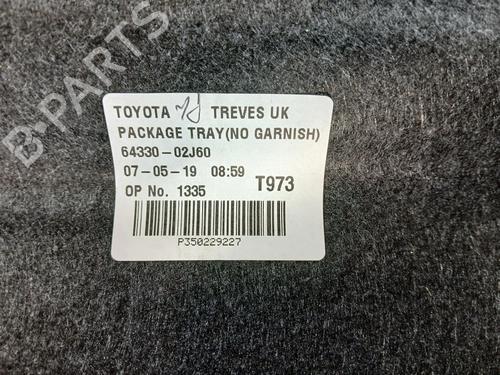 B-PARTS
TOYOTA TREVES UK
PACKAGE TRAY(NO GARNISH)
64330-02J60
07-05-19 08:59
OP No. 1335 T973
P350229227